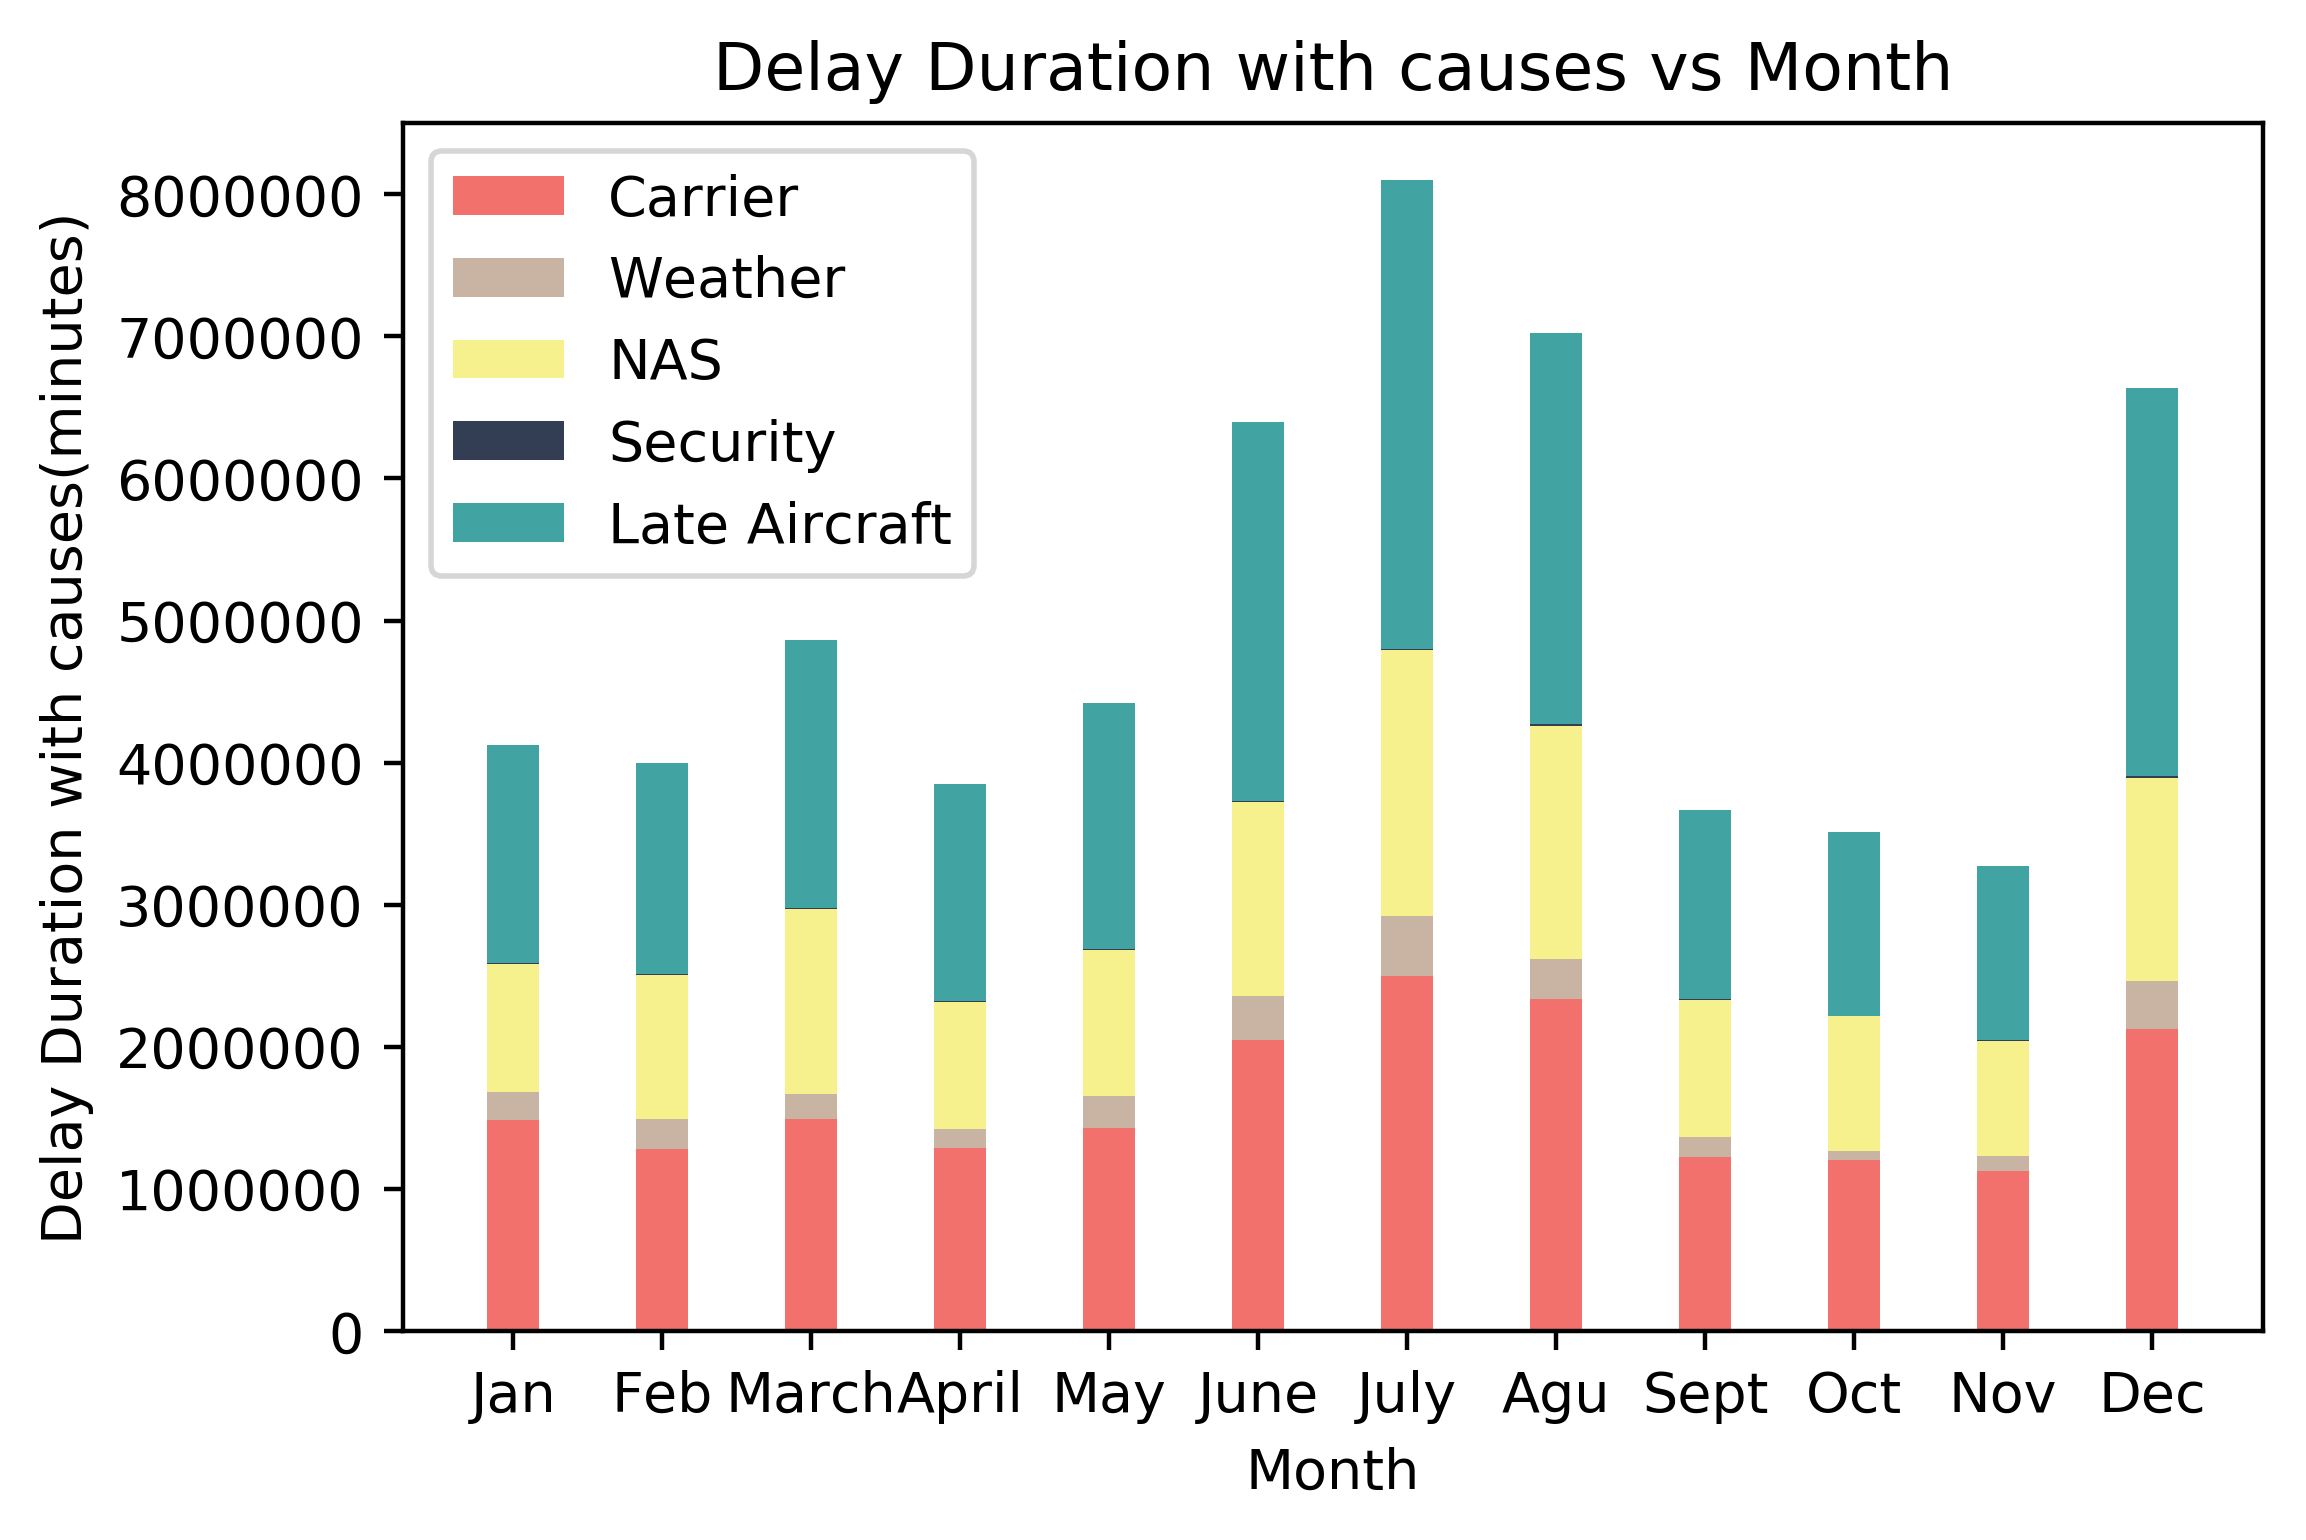 Delay Duration with causes vs Month
Delay Duration with causes(minutes)
8000000
7000000
6000000
5000000
4000000
3000000
2000000
1000000
0
Carrier
Weather
NAS
Security
Late Aircraft
Jan Feb March April May June July Agu Sept Oct Nov Dec
Month